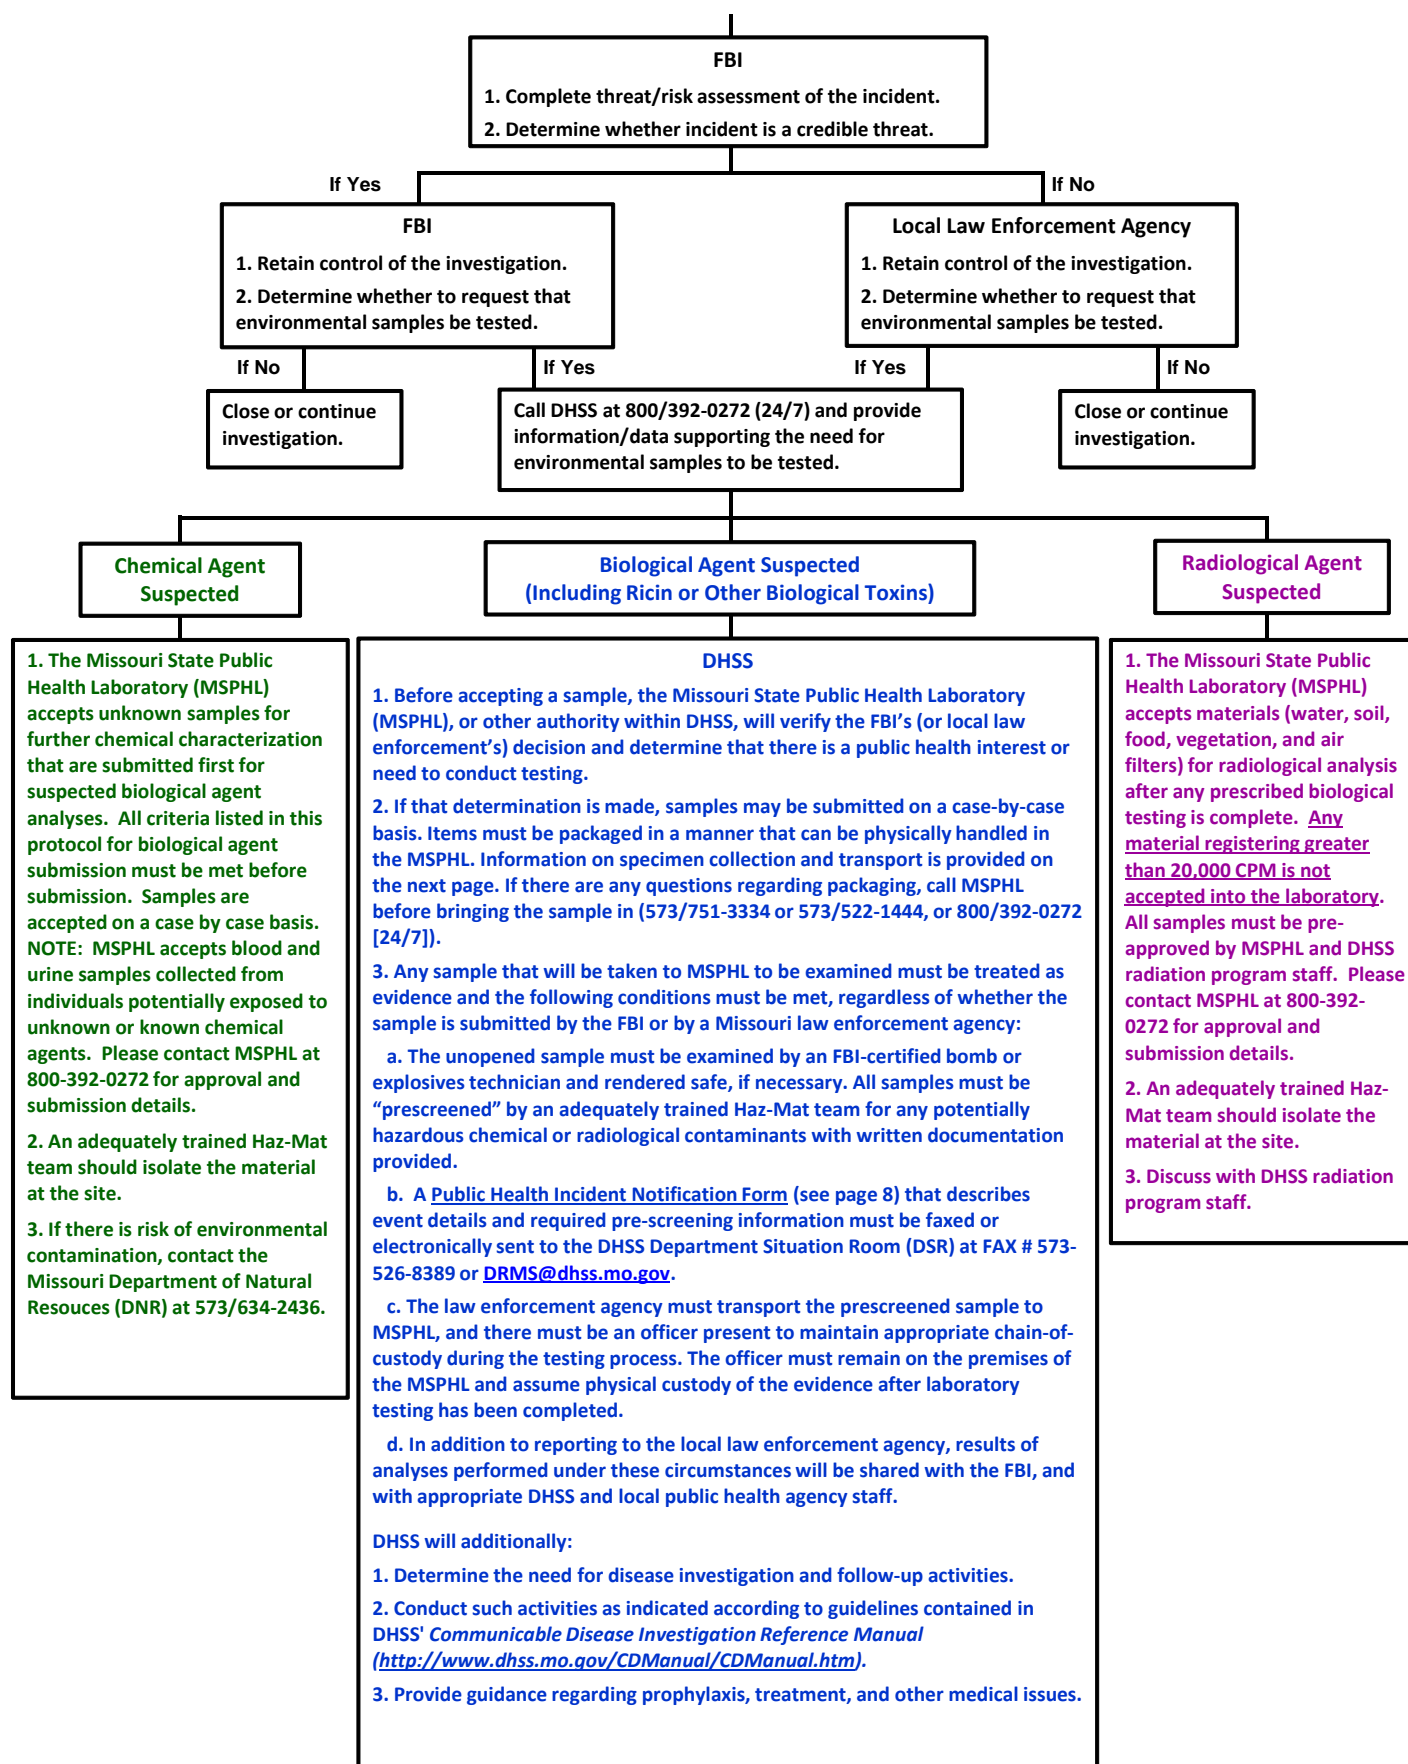 FBI
1. Complete threat/risk assessment of the incident.
2. Determine whether incident is a credible threat.
If Yes
If No
FBI
1. Retain control of the investigation.
2. Determine whether to request that
environmental samples be tested.
Local Law Enforcement Agency
1. Retain control of the investigation.
2. Determine whether to request that
environmental samples be tested.
If No
If Yes
If Yes
If No
Close or continue
investigation.
Call DHSS at 800/392-0272 (24/7) and provide
information/data supporting the need for
environmental samples to be tested.
Close or continue
investigation.
Chemical Agent
Suspected
Biological Agent Suspected
(Including Ricin or Other Biological Toxins)
Radiological Agent
Suspected
1. The Missouri State Public
Health Laboratory (MSPHL)
accepts unknown samples for
further chemical characterization
that are submitted first for
suspected biological agent
analyses.  All criteria listed in this
protocol for biological agent
submission must be met before
submission.  Samples are
accepted on a case by case basis.
NOTE:  MSPHL accepts blood and
urine samples collected from
individuals potentially exposed to
unknown or known chemical
agents.  Please contact MSPHL at
800-392-0272 for approval and
submission details.
2. An adequately trained Haz-Mat
team should isolate the material
at the site.
3. If there is risk of environmental
contamination, contact the
Missouri Department of Natural
Resouces (DNR) at 573/634-2436.
DHSS
1. Before accepting a sample, the Missouri State Public Health Laboratory
(MSPHL), or other authority within DHSS, will verify the FBI’s (or local law
enforcement’s) decision and determine that there is a public health interest or
need to conduct testing.
2. If that determination is made, samples may be submitted on a case-by-case
basis. Items must be packaged in a manner that can be physically handled in
the MSPHL. Information on specimen collection and transport is provided on
the next page. If there are any questions regarding packaging, call MSPHL
before bringing the sample in (573/751-3334 or 573/522-1444, or 800/392-0272
[24/7]).
3. Any sample that will be taken to MSPHL to be examined must be treated as
evidence and the following conditions must be met, regardless of whether the
sample is submitted by the FBI or by a Missouri law enforcement agency:
a. The unopened sample must be examined by an FBI-certified bomb or
explosives technician and rendered safe, if necessary. All samples must be
“prescreened” by an adequately trained Haz-Mat team for any potentially
hazardous chemical or radiological contaminants with written documentation
provided.
b.  A Public Health Incident Notification Form (see page 8) that describes
event details and required pre-screening information must be faxed or
electronically sent to the DHSS Department Situation Room (DSR) at FAX # 573-
526-8389 or DRMS@dhss.mo.gov.
c. The law enforcement agency must transport the prescreened sample to
MSPHL, and there must be an officer present to maintain appropriate chain-of-
custody during the testing process. The officer must remain on the premises of
the MSPHL and assume physical custody of the evidence after laboratory
testing has been completed.
d. In addition to reporting to the local law enforcement agency, results of
analyses performed under these circumstances will be shared with the FBI, and
with appropriate DHSS and local public health agency staff.
DHSS will additionally:
1. Determine the need for disease investigation and follow-up activities.
2. Conduct such activities as indicated according to guidelines contained in
DHSS' Communicable Disease Investigation Reference Manual
(http://www.dhss.mo.gov/CDManual/CDManual.htm).
3. Provide guidance regarding prophylaxis, treatment, and other medical issues.
1. The Missouri State Public
Health Laboratory (MSPHL)
accepts materials (water, soil,
food, vegetation, and air
filters) for radiological analysis
after any prescribed biological
testing is complete.  Any
material registering greater
than 20,000 CPM is not
accepted into the laboratory.
All samples must be pre-
approved by MSPHL and DHSS
radiation program staff.  Please
contact MSPHL at 800-392-
0272 for approval and
submission details.
2. An adequately trained Haz-
Mat team should isolate the
material at the site.
3. Discuss with DHSS radiation
program staff.